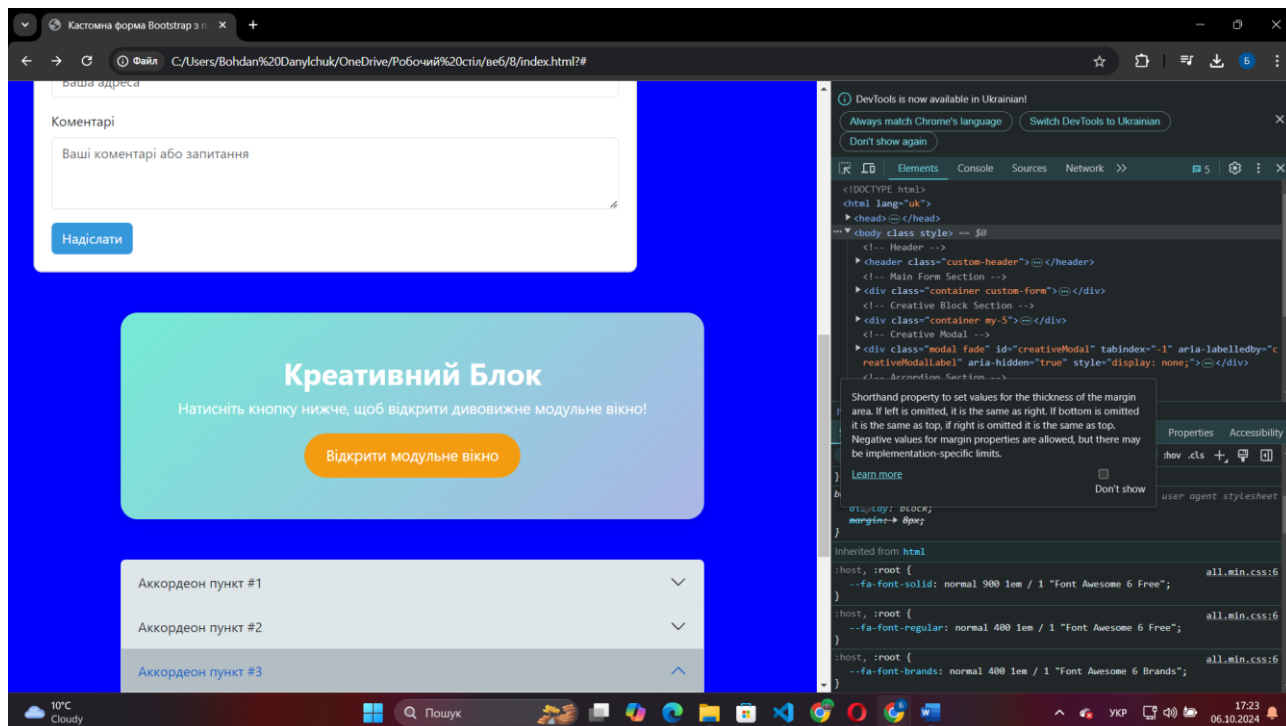 Кастомна форма Bootstrap з п
Файл C:/Users/Bohdan%20Danylchuk/OneDrive/Робочий%20стіл/веб/8/index.html?#
Б
Ваша адреса
Коментарі
Ваші коментарі або запитання
Надіслати
Креативний Блок
Натисніть кнопку нижче, щоб відкрити дивовижне модульне вікно!
Відкрити модульне вікно
Аккордеон пункт #1
Аккордеон пункт #2
Аккордеон пункт #3
DevTools is now available in Ukrainian!
Always match Chrome's language Switch DevTools to Ukrainian
Don't show again
Elements Console Sources Network 5
<!DOCTYPE html>
<html lang="uk">
<head> </head>
<body class style> == $0
<!-- Header -->
<header class="custom-header"> </header>
<!-- Main Form Section -->
<div class="container custom-form"> </div>
<!-- Creative Block Section -->
<div class="container my-5"> </div>
<!-- Creative Modal -->
<div class="modal fade" id="creativeModal" tabindex="-1" aria-labelledby="c
reativeModalLabel" aria-hidden="true" style="display: none;"> </div>
<!-- Accordion Section -->
Shorthand property to set values for the thickness of the margin
area. If left is omitted, it is the same as right. If bottom is omitted
it is the same as top, if right is omitted it is the same as top.
Negative values for margin properties are allowed, but there may
be implementation-specific limits.
Learn more
Don't show
Properties Accessibility
:hov .cls
}
user agent stylesheet
display: block;
margin: 8px;
}
Inherited from html
:host, :root { all.min.css:6
--fa-font-solid: normal 900 1em / 1 "Font Awesome 6 Free";
}
:host, :root { all.min.css:6
--fa-font-regular: normal 400 1em / 1 "Font Awesome 6 Free";
}
:host, :root { all.min.css:6
--fa-font-brands: normal 400 1em / 1 "Font Awesome 6 Brands";
}
10°C
Cloudy
Пошук
УКР
17:23
06.10.2024